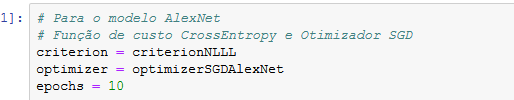 1]: # Para o modelo AlexNet
# Função de custo CrossEntropy e Otimizador SGD
criterion = criterionNLLL
optimizer = optimizerSGDAlexNet
epochs = 10